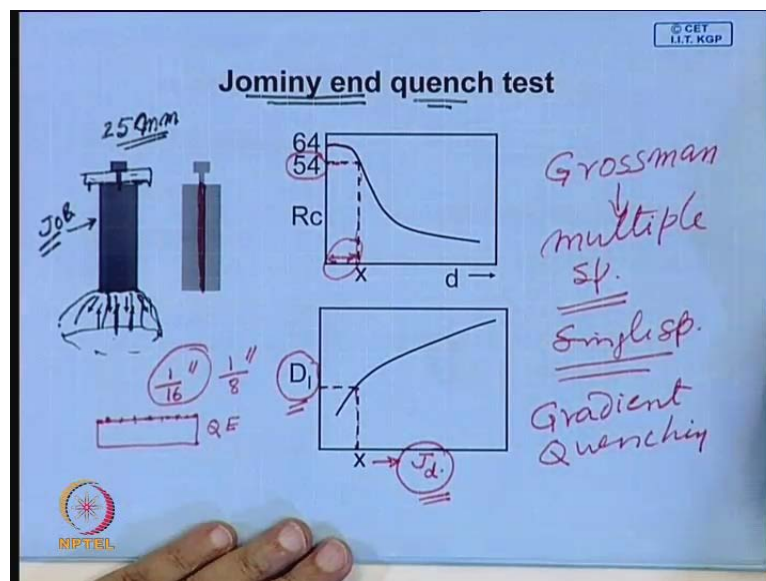 © CET
I.I.T. KGP
Jominy end quench test
25.4mm
JOB
64
54
Rc
x
d
Grossman
multiple
sp.
Single sp.
Gradient
Quenching
1/16" 1/8"
QE
DI
x
Jd.
NPTEL